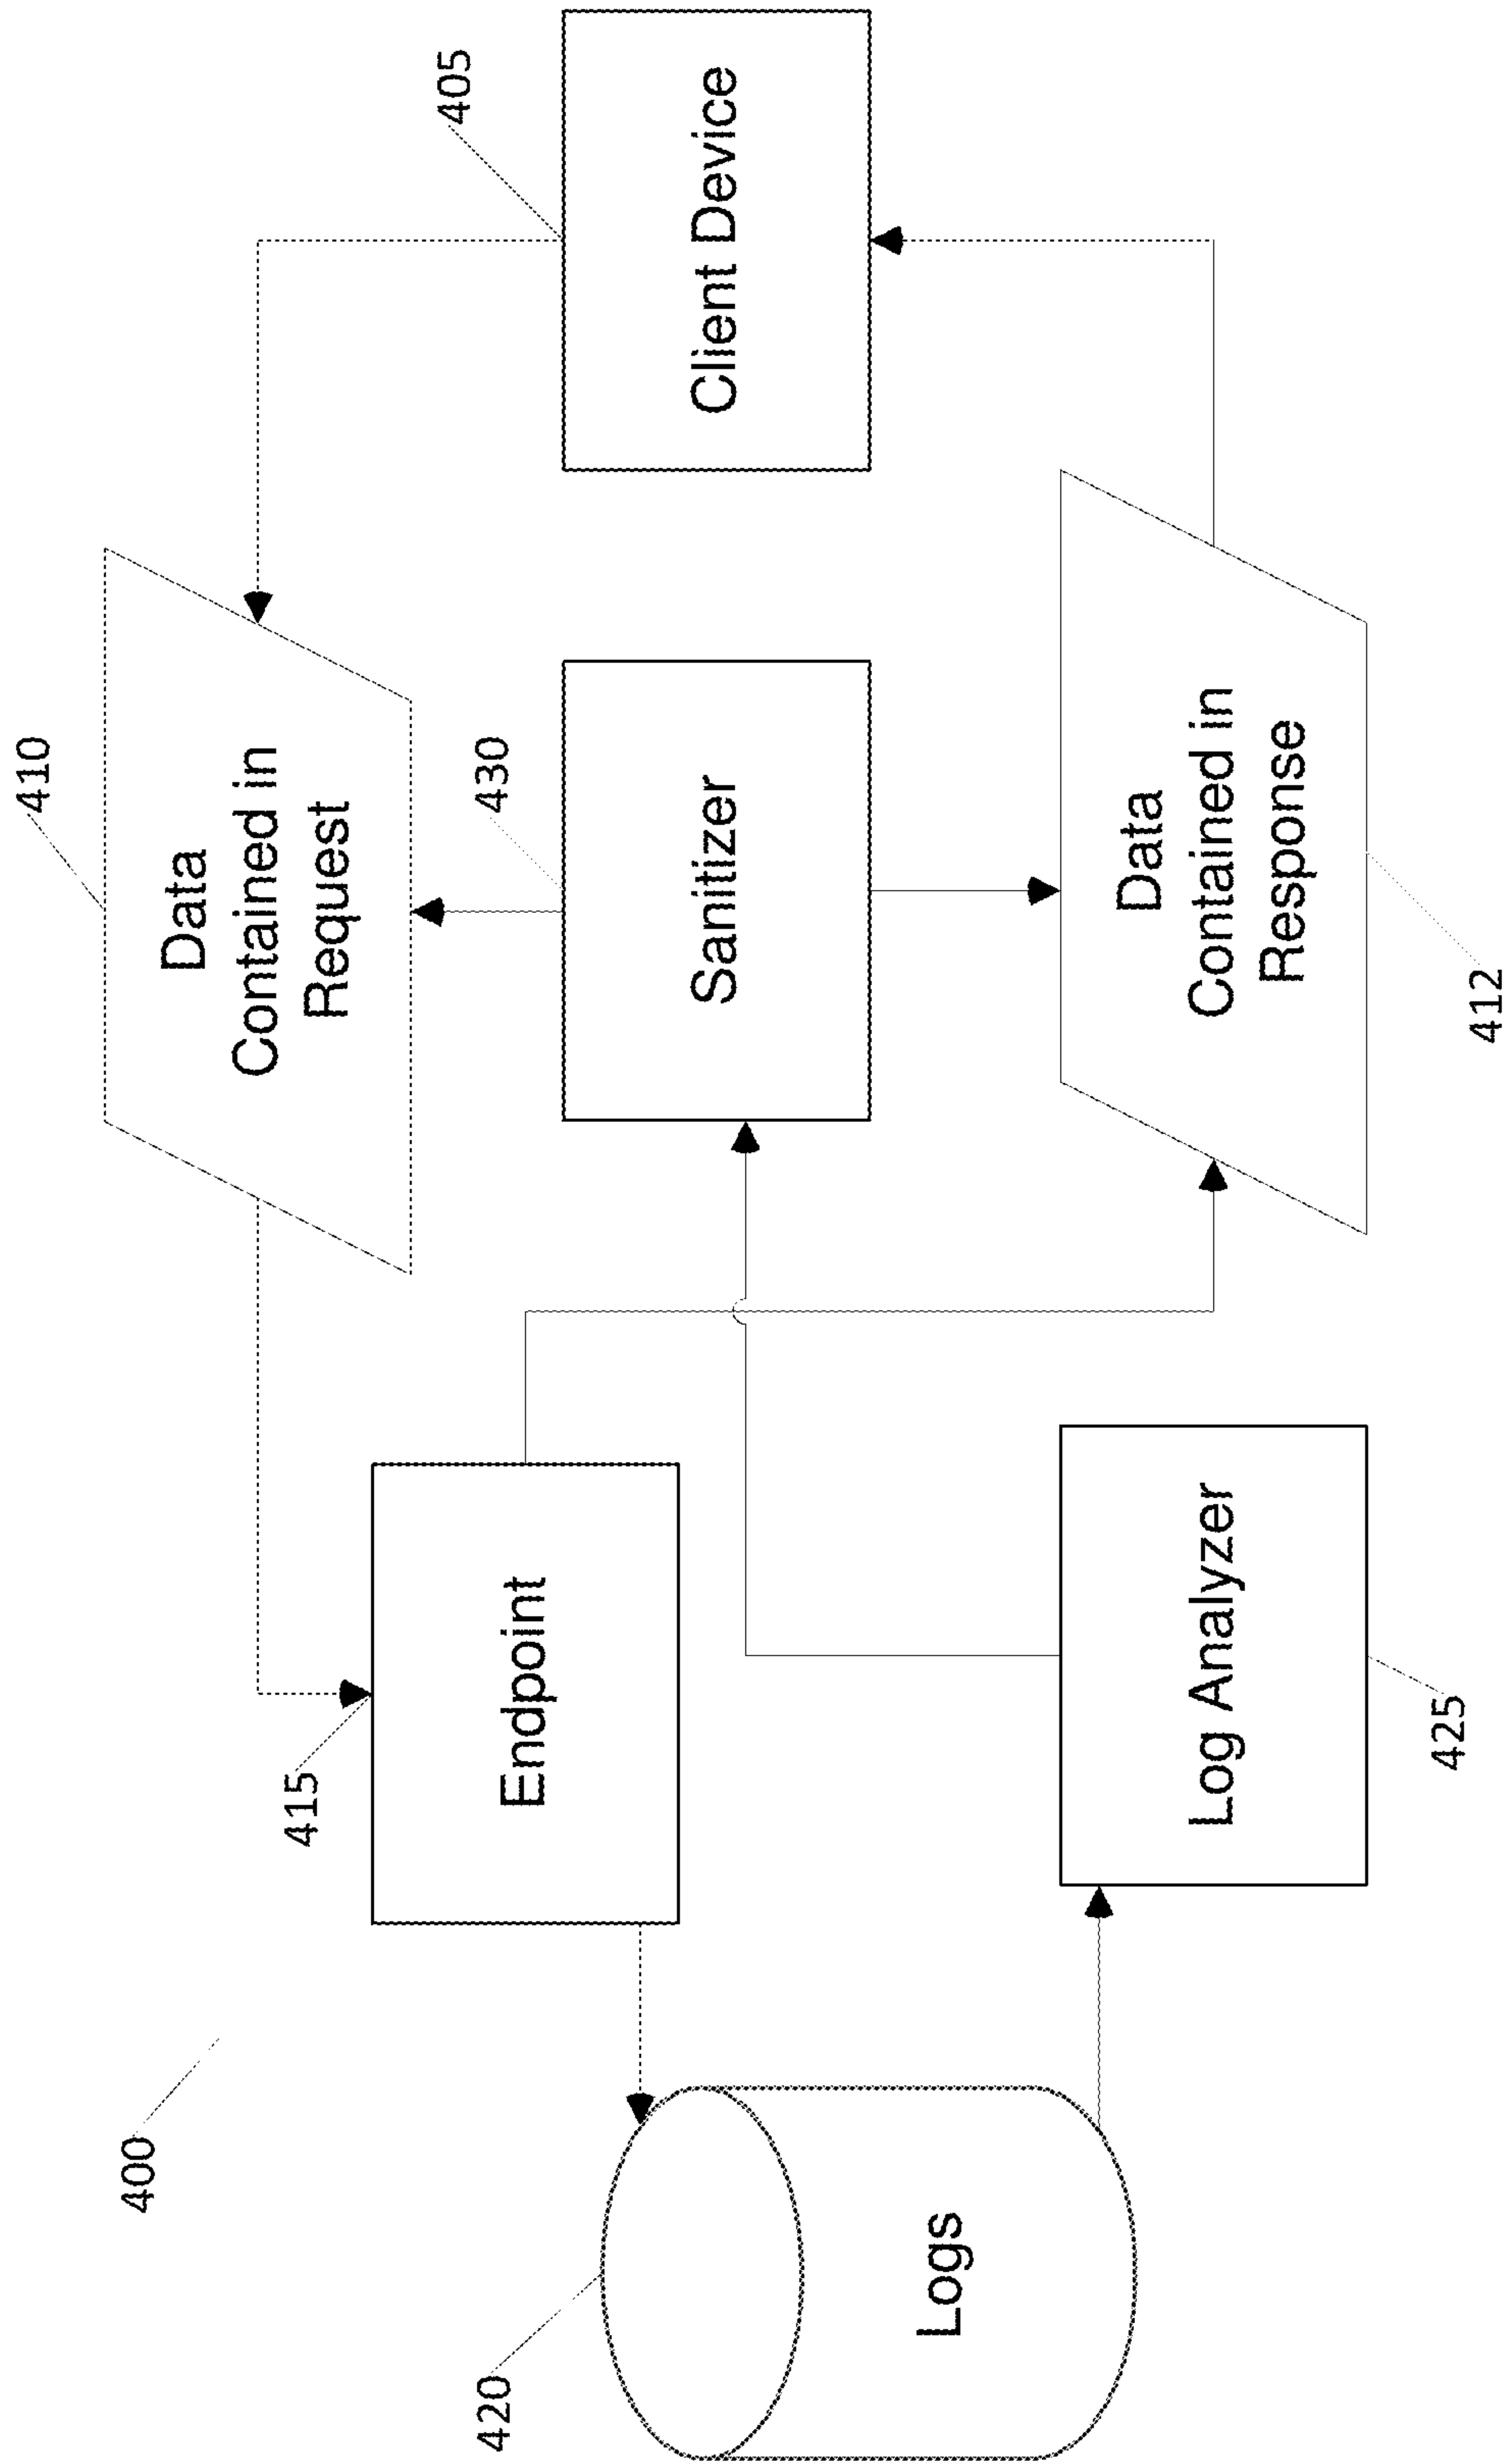 400
410
Data
Contained in
Request
405
Client Device
415
Endpoint
430
Sanitizer
420
Logs
Log Analyzer
425
Data
Contained in
Response
412